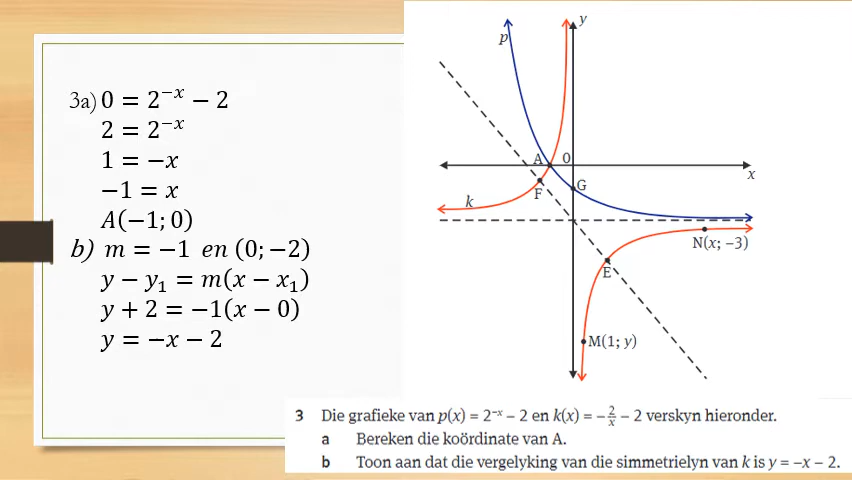 3a) 0 = 2⁻ˣ − 2
2 = 2⁻ˣ
1 = −x
−1 = x
A(−1; 0)
b) m = −1 en (0; −2)
y − y₁ = m(x − x₁)
y + 2 = −1(x − 0)
y = −x − 2
y
p
A
0
x
F
G
k
N(x; −3)
E
M(1; y)
3 Die grafieke van p(x) = 2⁻ˣ − 2 en k(x) = −2/x − 2 verskyn hieronder.
a Bereken die koördinate van A.
b Toon aan dat die vergelyking van die simmetrielyn van k is y = −x − 2.